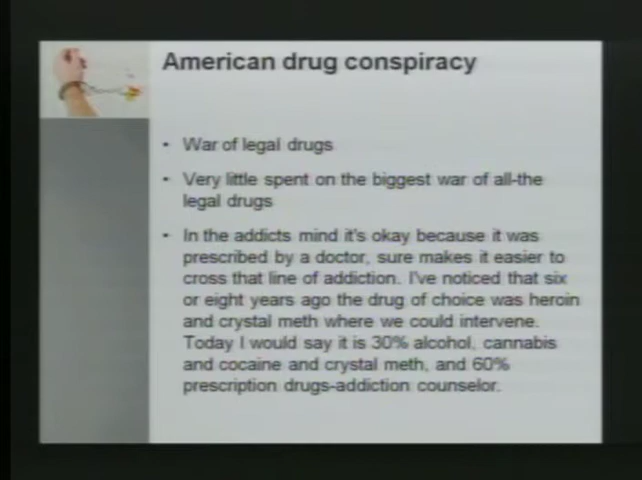 American drug conspiracy
• War of legal drugs
• Very little spent on the biggest war of all-the
legal drugs
• In the addicts mind it's okay because it was
prescribed by a doctor, sure makes it easier to
cross that line of addiction. I've noticed that six
or eight years ago the drug of choice was heroin
and crystal meth where we could intervene.
Today I would say it is 30% alcohol, cannabis
and cocaine and crystal meth, and 60%
prescription drugs-addiction counselor.